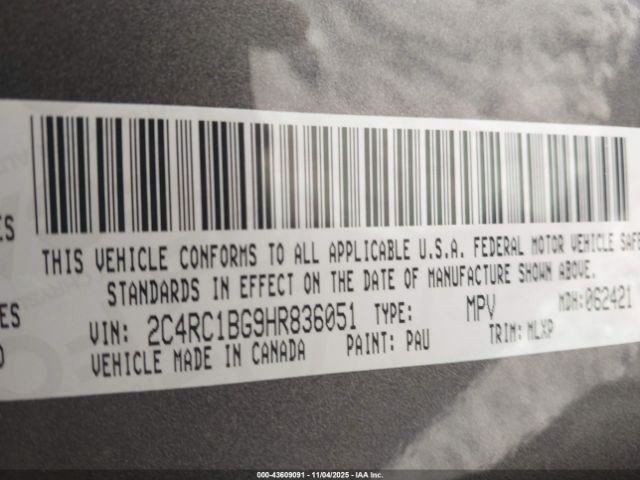 THIS VEHICLE CONFORMS TO ALL APPLICABLE U.S.A. FEDERAL MOTOR VEHICLE SAFE
STANDARDS IN EFFECT ON THE DATE OF MANUFACTURE SHOWN ABOVE.
ES
VIN: 2C4RC1BG9HR836051 TYPE: MPV MDH:062421
VEHICLE MADE IN CANADA PAINT: PAU TRIM: MLXP
000-43609091 - 11/04/2025 - IAA Inc.